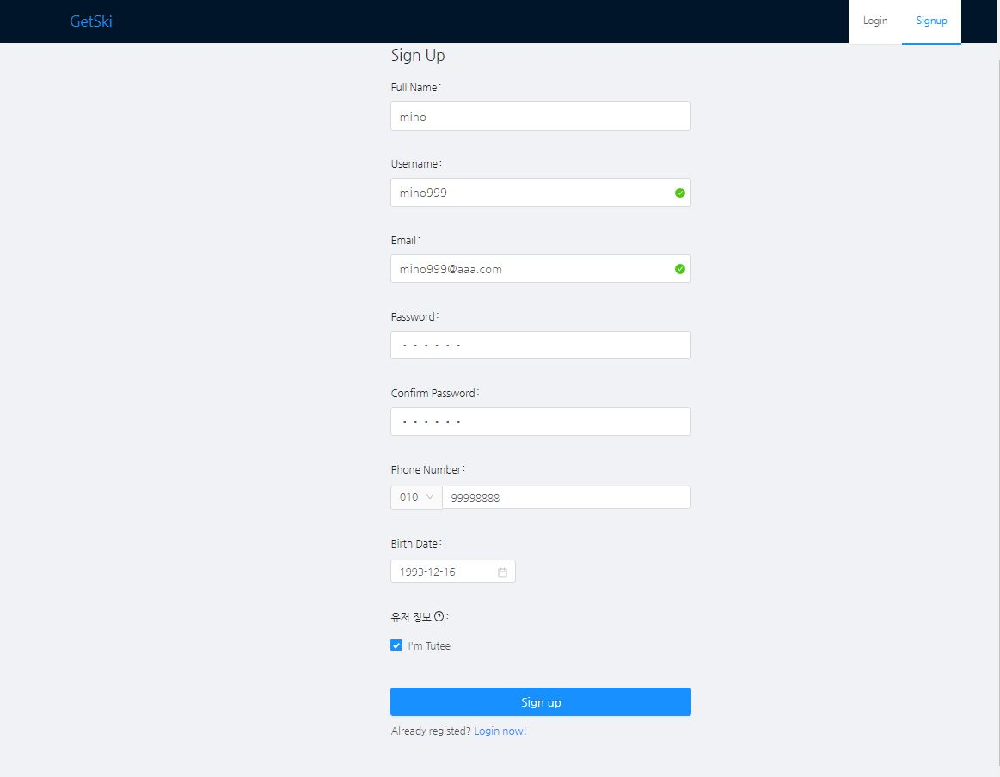 GetSki
Login
Signup
Sign Up
Full Name:
mino
Username:
mino999
Email:
mino999@aaa.com
Password:
······
Confirm Password:
······
Phone Number:
010
99998888
Birth Date:
1993-12-16
유저 정보 ?:
I'm Tutee
Sign up
Already registed? Login now!